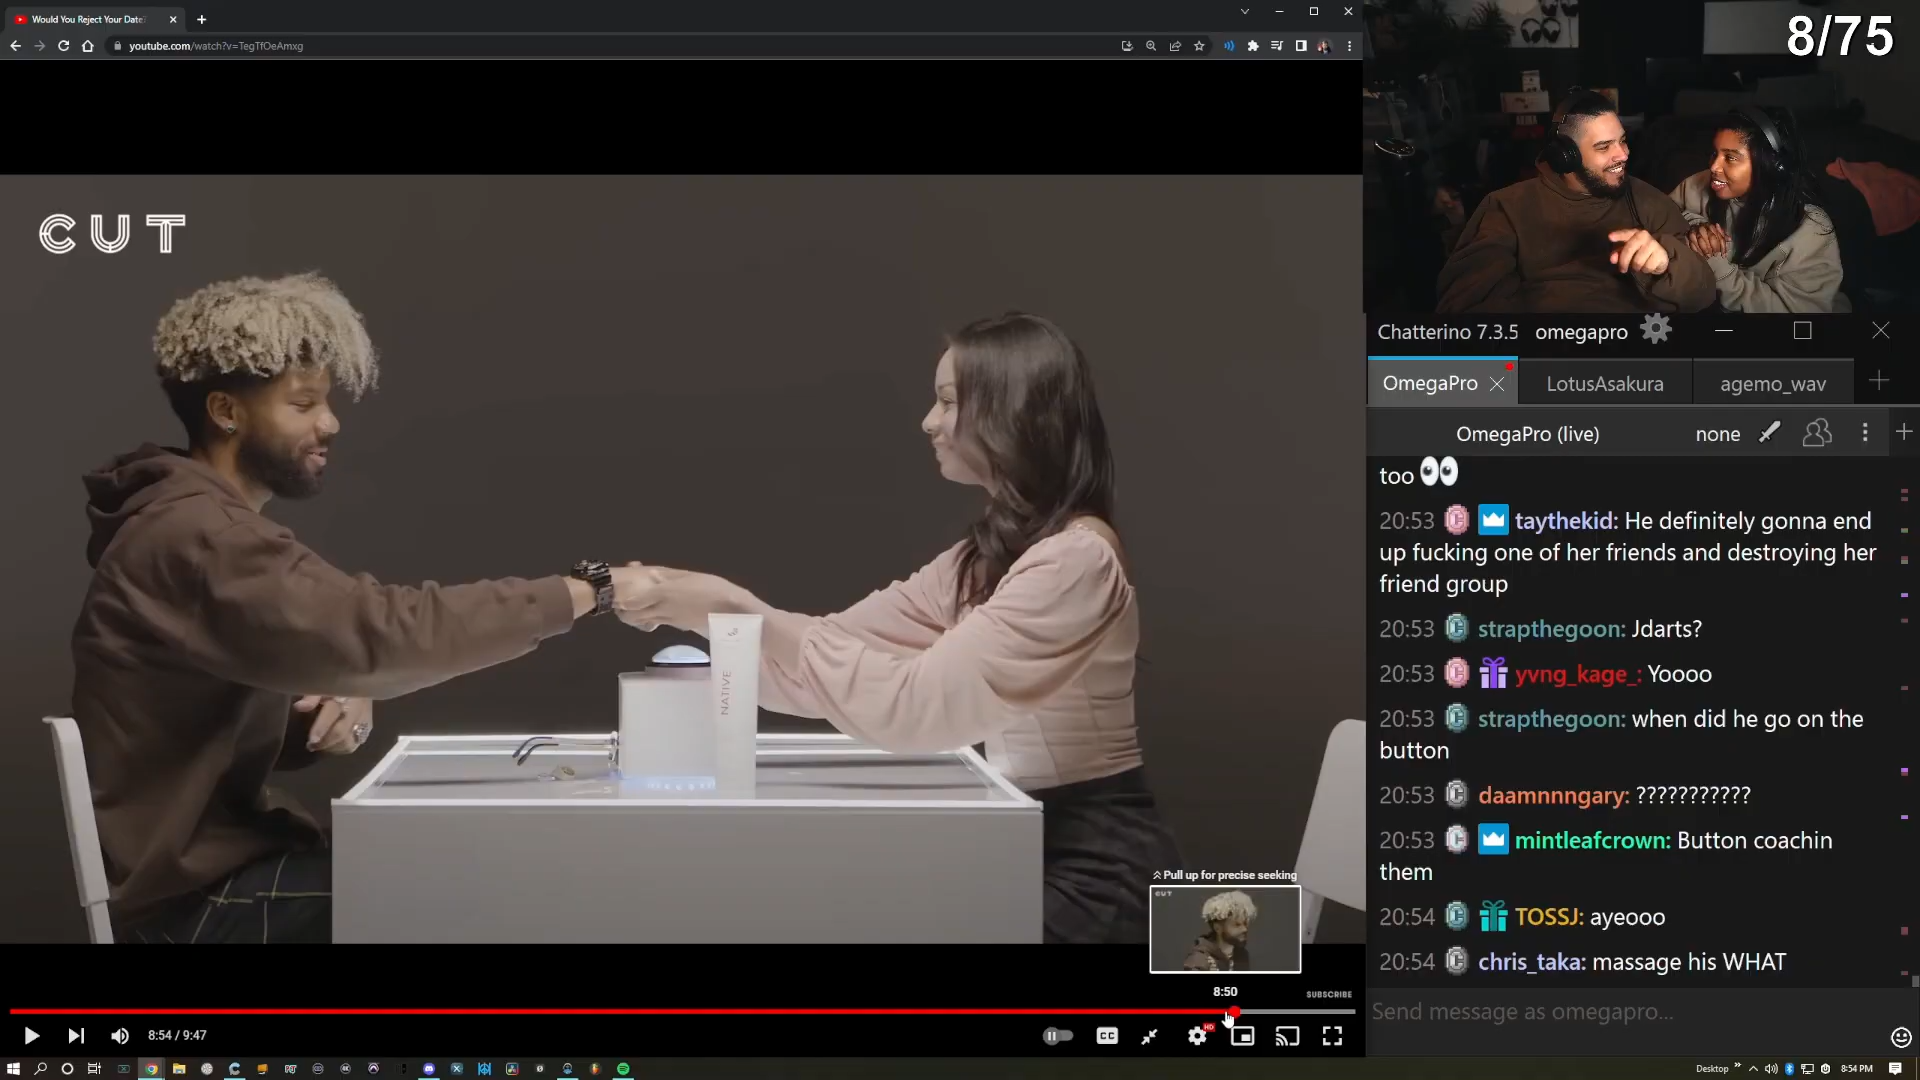 Would You Reject Your Date
youtube.com/watch?v=TegTfOeAmxg
8/75
CUT
NATIVE
Pull up for precise seeking
CUT
8:50
SUBSCRIBE
8:54 / 9:47
CC
HD
Chatterino 7.3.5 omegapro
OmegaPro LotusAsakura agemo_wav
OmegaPro (live) none
too
20:53 taythekid: He definitely gonna end
up fucking one of her friends and destroying her
friend group
20:53 strapthegoon: Jdarts?
20:53 yvng_kage_: Yoooo
20:53 strapthegoon: when did he go on the
button
20:53 daamnnngary: ???????????
20:53 mintleafcrown: Button coachin
them
20:54 TOSSJ: ayeooo
20:54 chris_taka: massage his WHAT
Send message as omegapro...
Desktop
8:54 PM